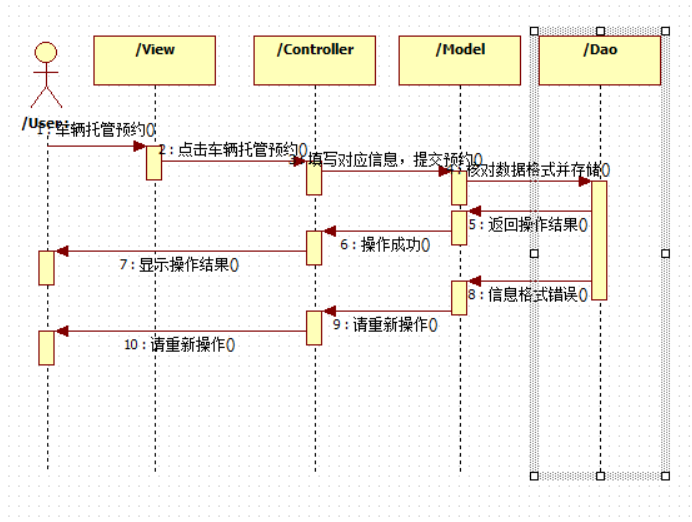 /View
/Controller
/Model
/Dao
/User:
1 : 车辆托管预约()
2 : 点击车辆托管预约()
填写对应信息，提交预约()
核对数据格式并存储()
5 : 返回操作结果()
6 : 操作成功()
7 : 显示操作结果()
8 : 信息格式错误()
9 : 请重新操作()
10 : 请重新操作()